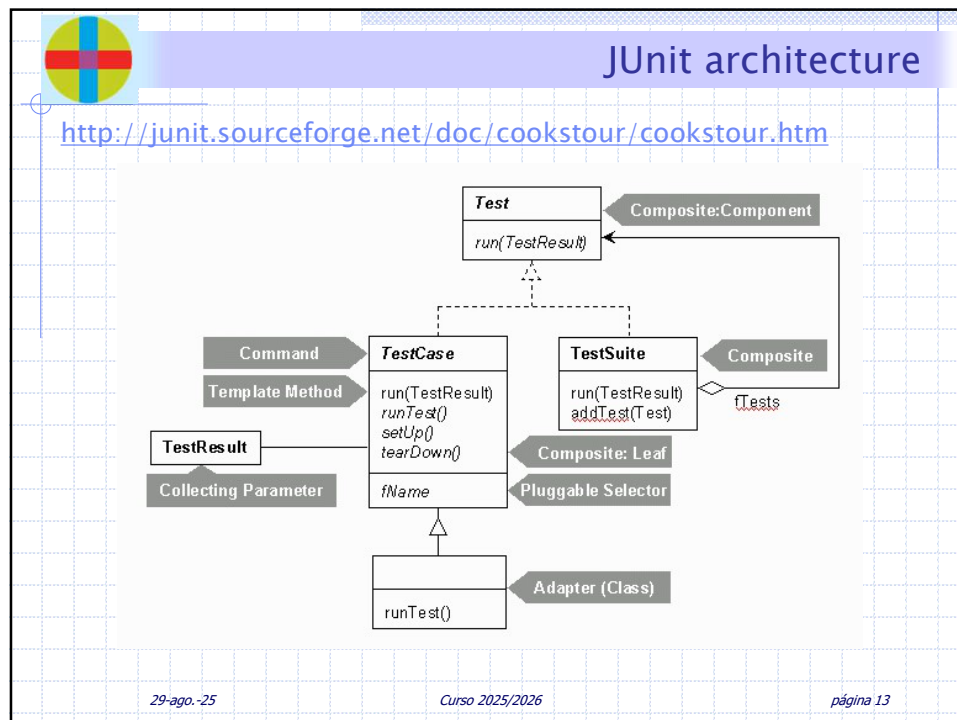 JUnit architecture
http://junit.sourceforge.net/doc/cookstour/cookstour.htm
Test
run(TestResult)
Composite:Component
Command
Template Method
TestCase
run(TestResult)
runTest()
setUp()
tearDown()
fName
TestSuite
run(TestResult)
addTest(Test)
Composite
fTests
TestResult
Collecting Parameter
Composite: Leaf
Pluggable Selector
runTest()
Adapter (Class)
29-ago.-25
Curso 2025/2026
página 13